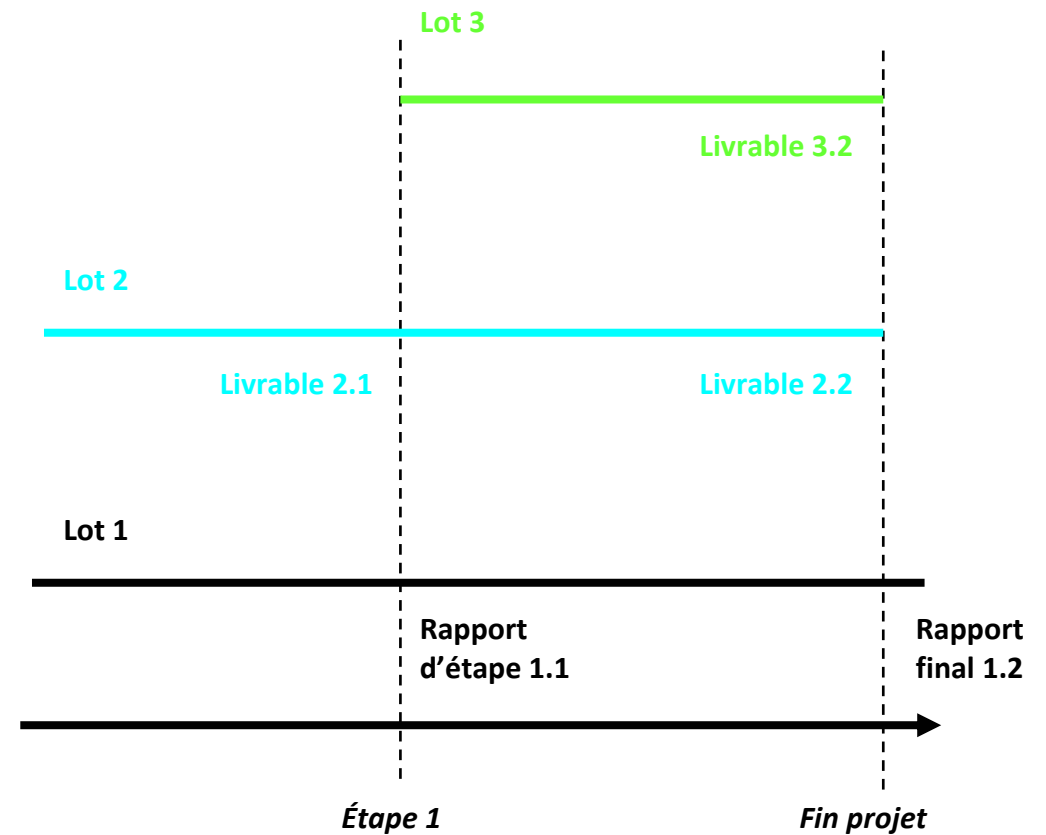 Lot 3
Livrable 3.2
Lot 2
Livrable 2.1
Livrable 2.2
Lot 1
Rapport
d’étape 1.1
Rapport
final 1.2
Étape 1
Fin projet